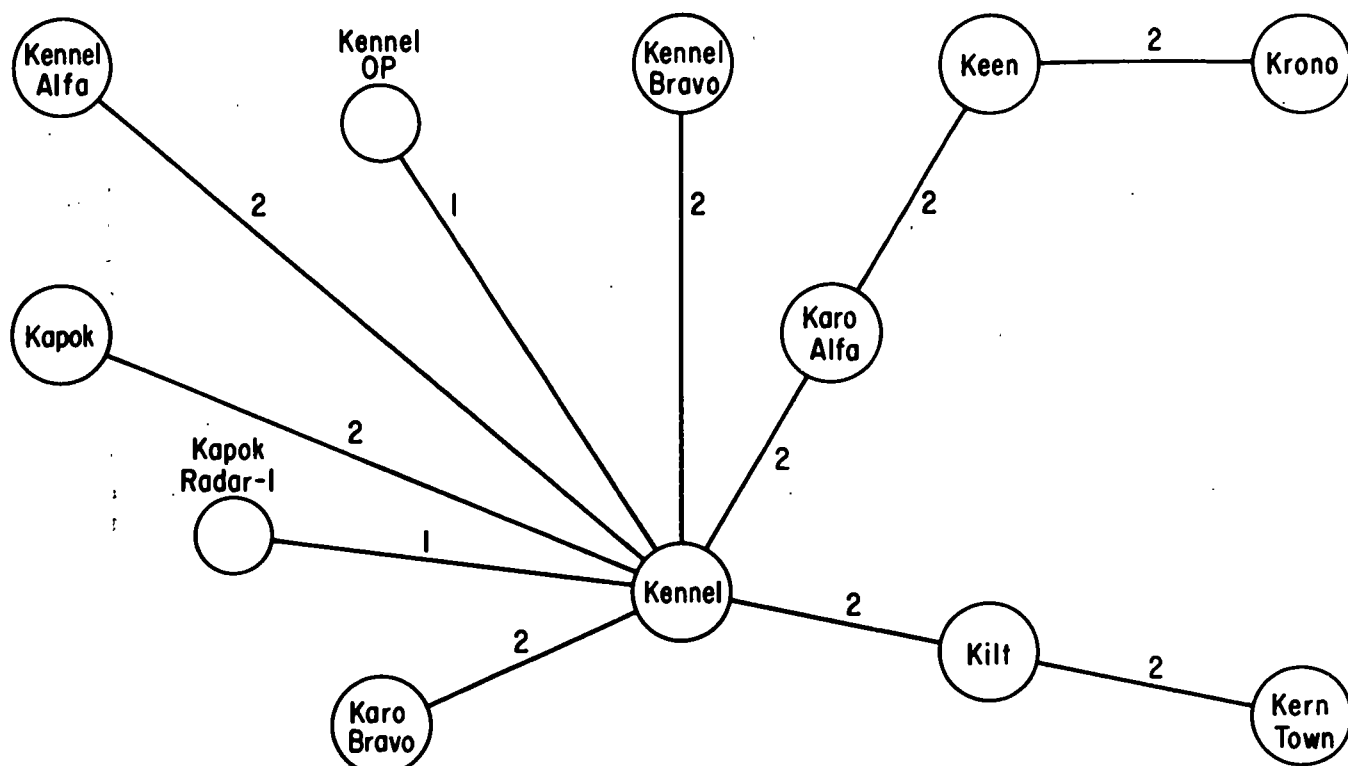 Kennel
Alfa
Kennel
OP
Kennel
Bravo
Keen
2
Krono
2
1
2
2
Kapok
Karo
Alfa
2
Kapok
Radar-1
2
1
Kennel
2
Kilt
2
Kern
Town
2
Karo
Bravo